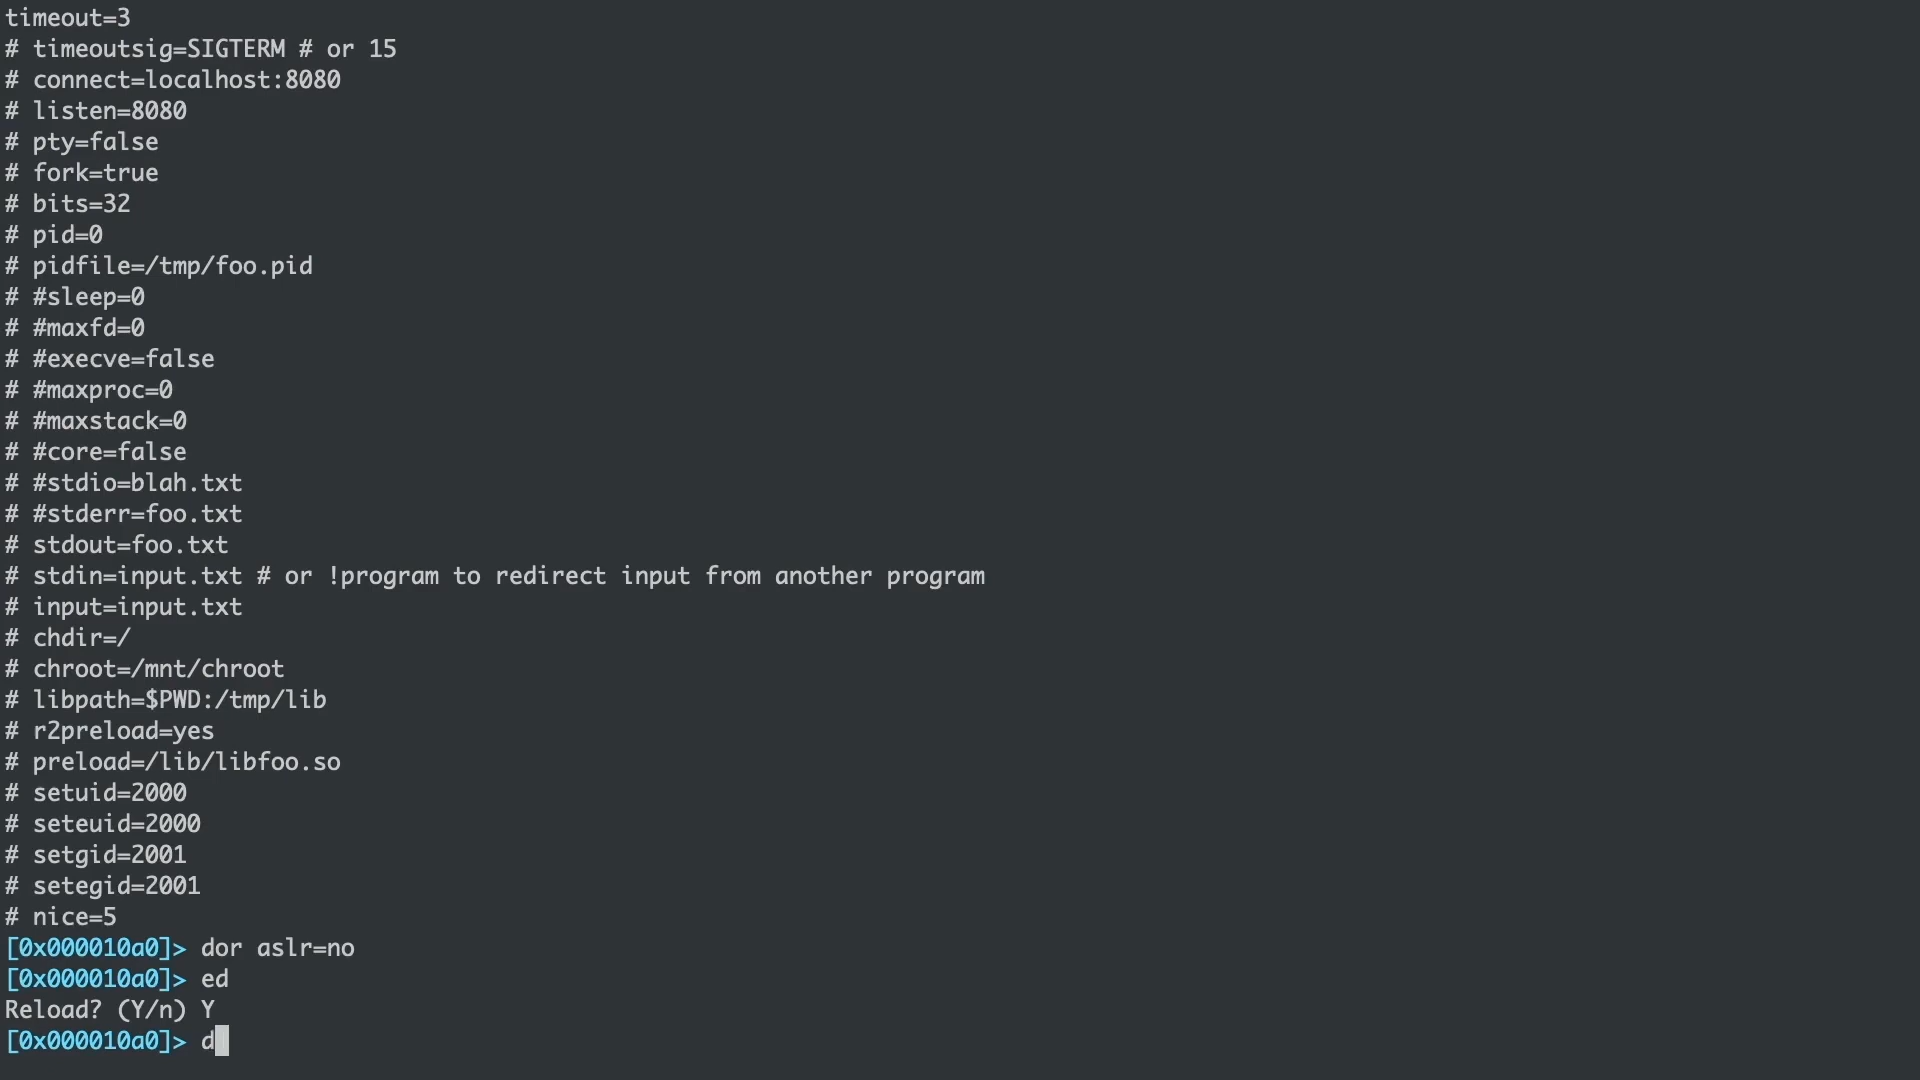 timeout=3
# timeoutsig=SIGTERM # or 15
# connect=localhost:8080
# listen=8080
# pty=false
# fork=true
# bits=32
# pid=0
# pidfile=/tmp/foo.pid
# #sleep=0
# #maxfd=0
# #execve=false
# #maxproc=0
# #maxstack=0
# #core=false
# #stdio=blah.txt
# #stderr=foo.txt
# stdout=foo.txt
# stdin=input.txt # or !program to redirect input from another program
# input=input.txt
# chdir=/
# chroot=/mnt/chroot
# libpath=$PWD:/tmp/lib
# r2preload=yes
# preload=/lib/libfoo.so
# setuid=2000
# seteuid=2000
# setgid=2001
# setegid=2001
# nice=5
[0x000010a0]> dor aslr=no
[0x000010a0]> ed
Reload? (Y/n) Y
[0x000010a0]> d